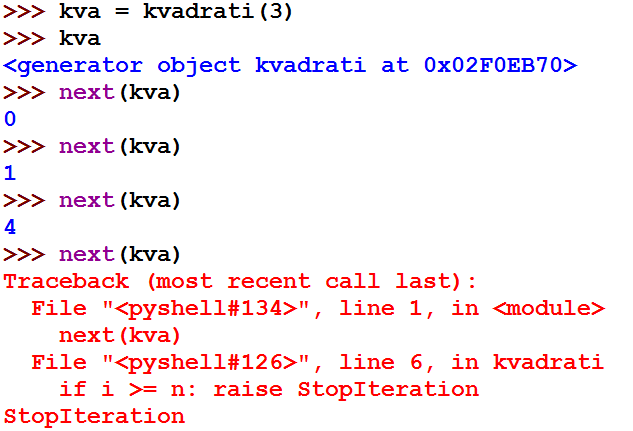 >>> kva = kvadrati(3)
>>> kva
<generator object kvadrati at 0x02F0EB70>
>>> next(kva)
0
>>> next(kva)
1
>>> next(kva)
4
>>> next(kva)
Traceback (most recent call last):
  File "<pyshell#134>", line 1, in <module>
    next(kva)
  File "<pyshell#126>", line 6, in kvadrati
    if i >= n: raise StopIteration
StopIteration